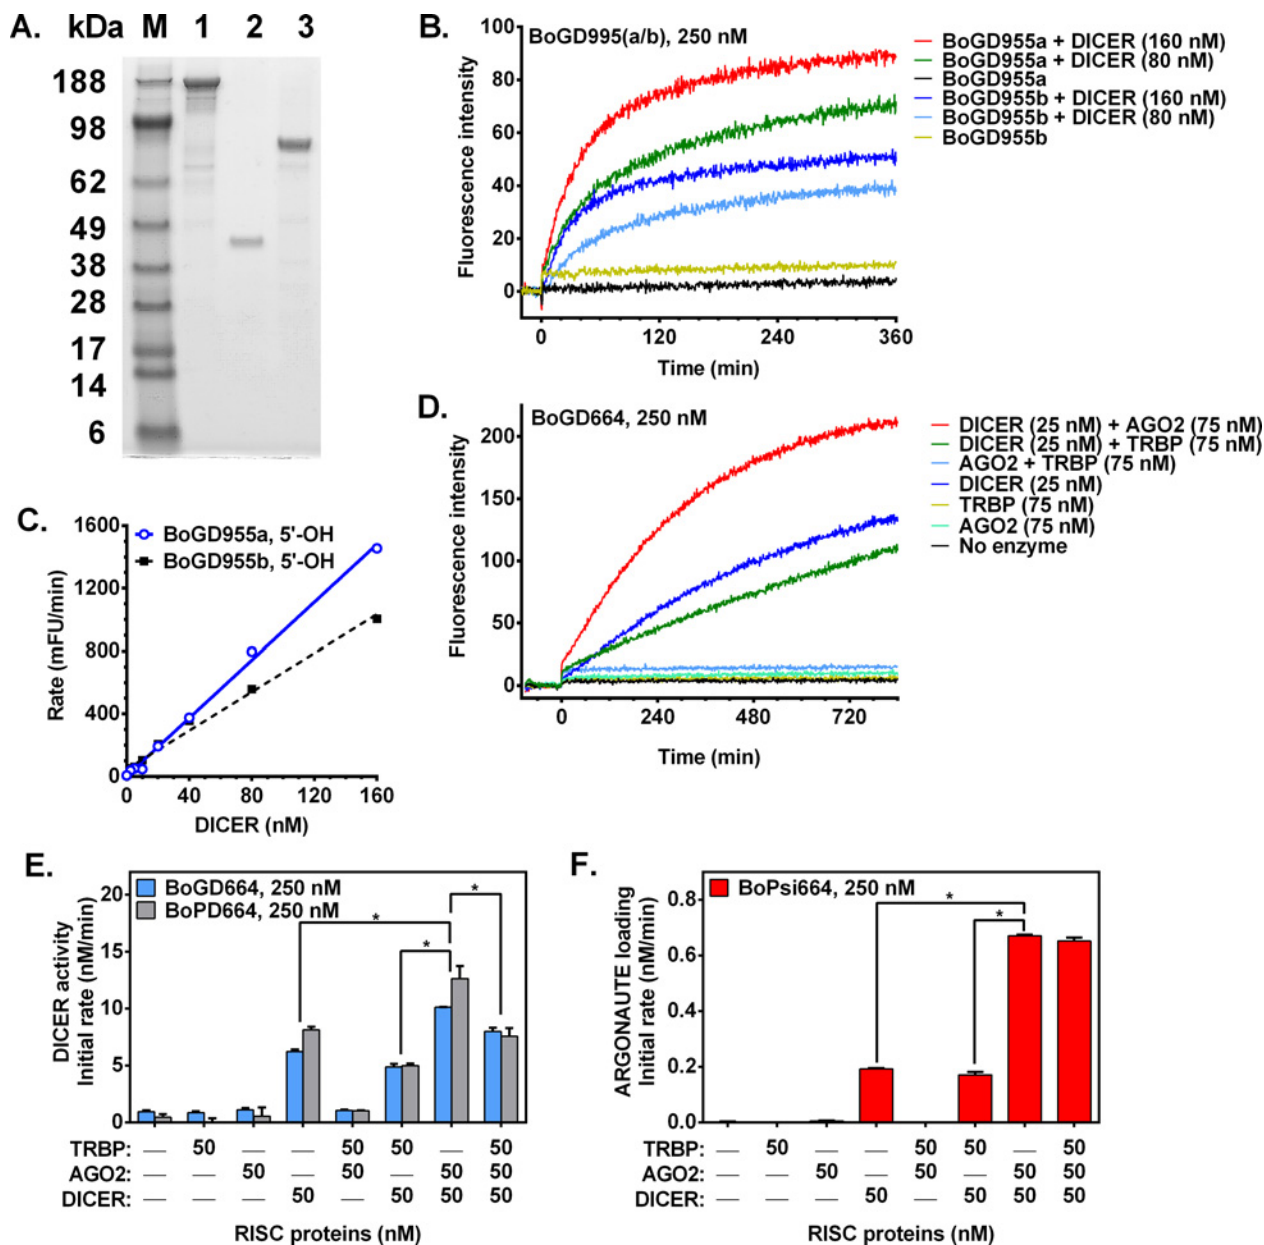 A. kDa M 1 2 3
188
98
62
49
38
28
17
14
6
B.
BoGD995(a/b), 250 nM
Fluorescence intensity
100
80
60
40
20
0
0 120 240 360
Time (min)
BoGD955a + DICER (160 nM)
BoGD955a + DICER (80 nM)
BoGD955a
BoGD955b + DICER (160 nM)
BoGD955b + DICER (80 nM)
BoGD955b
C.
Rate (mFU/min)
1600
1200
800
400
0
BoGD955a, 5'-OH
BoGD955b, 5'-OH
0 40 80 120 160
DICER (nM)
D.
BoGD664, 250 nM
Fluorescence intensity
200
150
100
50
0
0 240 480 720
Time (min)
DICER (25 nM) + AGO2 (75 nM)
DICER (25 nM) + TRBP (75 nM)
AGO2 + TRBP (75 nM)
DICER (25 nM)
TRBP (75 nM)
AGO2 (75 nM)
No enzyme
E.
DICER activity
Initial rate (nM/min)
20
15
10
5
0
BoGD664, 250 nM
BoPD664, 250 nM
* * *
TRBP: — 50 — — 50 50 — 50
AGO2: — — 50 — 50 — 50 50
DICER: — — — 50 — 50 50 50
RISC proteins (nM)
F.
ARGONAUTE loading
Initial rate (nM/min)
0.8
0.6
0.4
0.2
0.0
BoPsi664, 250 nM
* *
TRBP: — 50 — — 50 50 — 50
AGO2: — — 50 — 50 — 50 50
DICER: — — — 50 — 50 50 50
RISC proteins (nM)